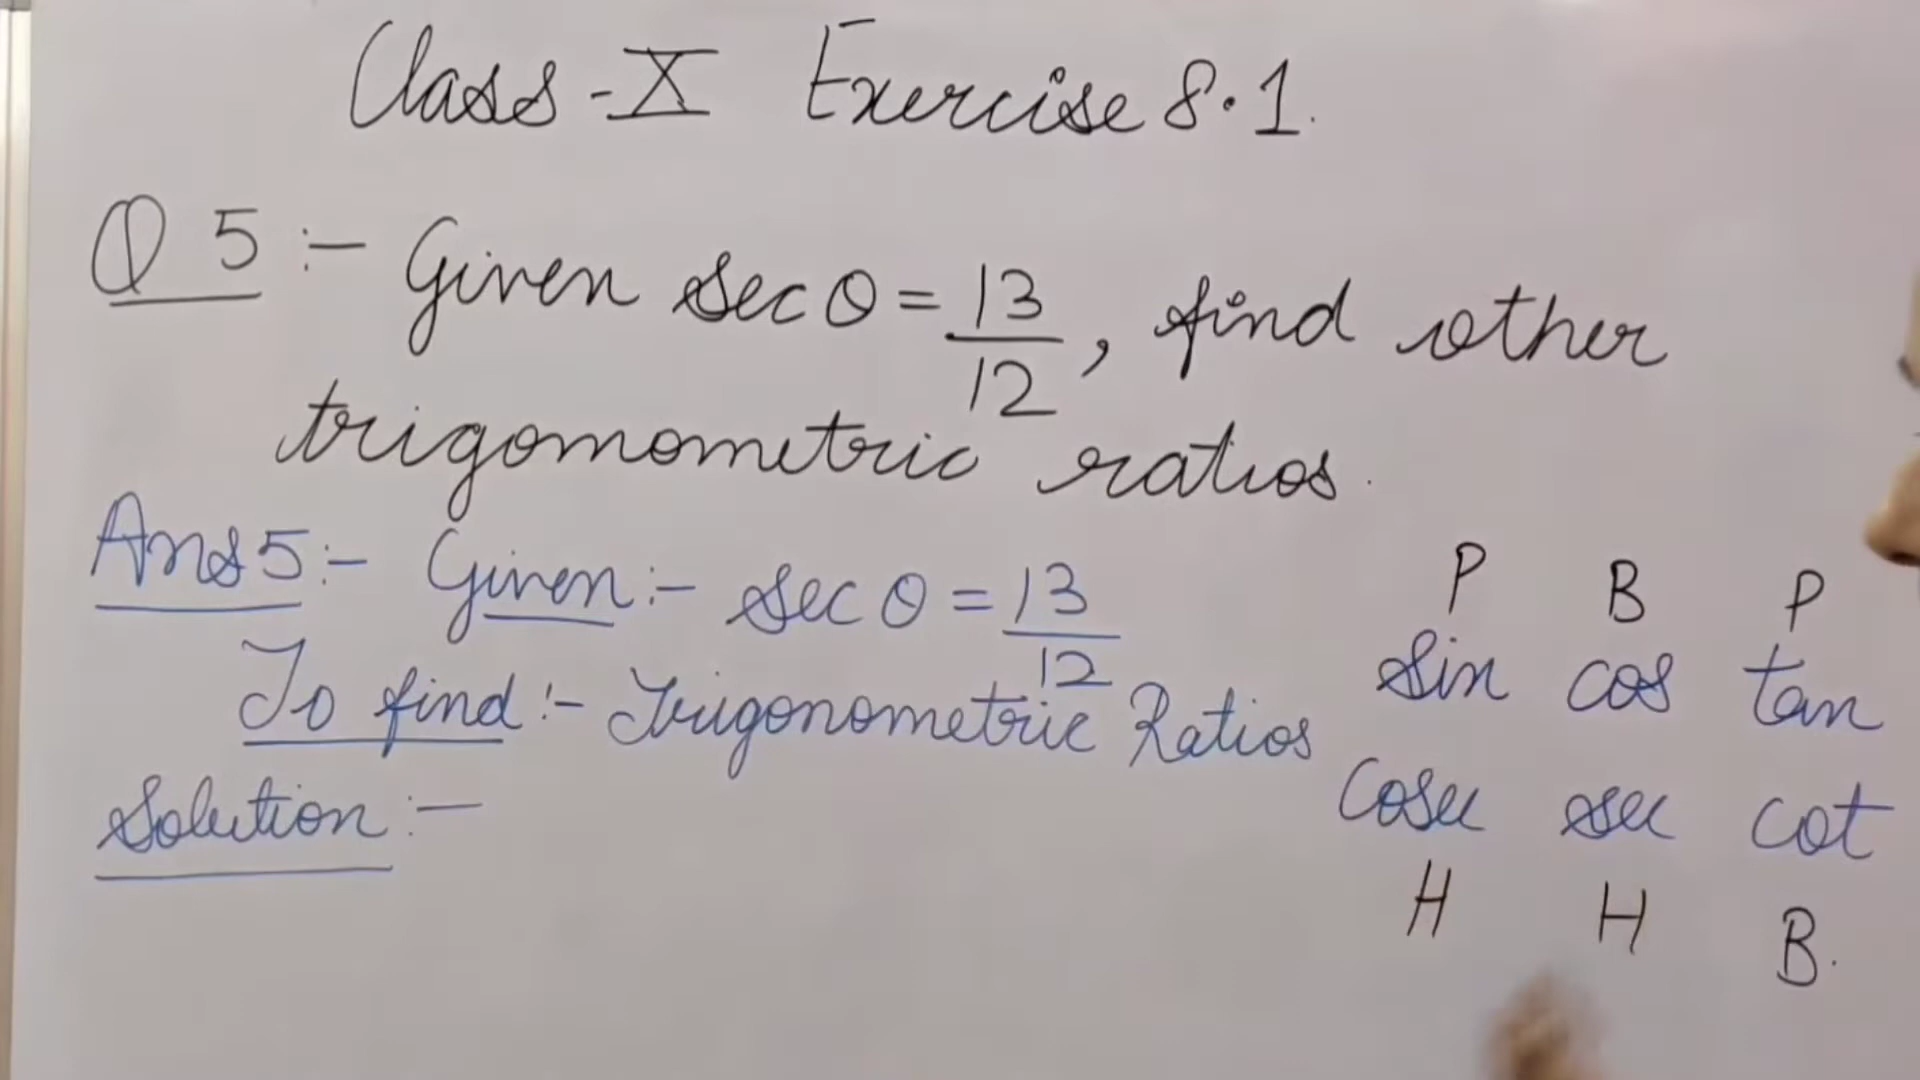 Class-X Exercise 8.1.
Q 5:- Given sec θ = 13/12, find other
trigomometric ratios.
Ans 5:- Given:- sec θ = 13/12
To find:- Trigonometric Ratios
Solution:-
P B P
sin cos tan
cosec sec cot
H H B.